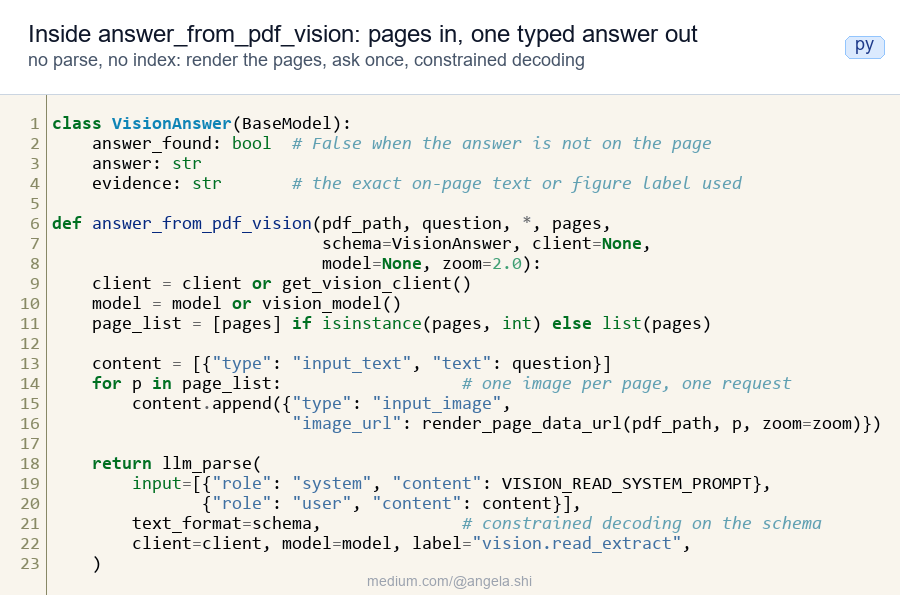 Inside answer_from_pdf_vision: pages in, one typed answer out
no parse, no index: render the pages, ask once, constrained decoding
py
1 class VisionAnswer(BaseModel):
2     answer_found: bool  # False when the answer is not on the page
3     answer: str
4     evidence: str       # the exact on-page text or figure label used
5
6 def answer_from_pdf_vision(pdf_path, question, *, pages,
7                            schema=VisionAnswer, client=None,
8                            model=None, zoom=2.0):
9     client = client or get_vision_client()
10     model = model or vision_model()
11     page_list = [pages] if isinstance(pages, int) else list(pages)
12
13     content = [{"type": "input_text", "text": question}]
14     for p in page_list:                  # one image per page, one request
15         content.append({"type": "input_image",
16                         "image_url": render_page_data_url(pdf_path, p, zoom=zoom)})
17
18     return llm_parse(
19         input=[{"role": "system", "content": VISION_READ_SYSTEM_PROMPT},
20                {"role": "user", "content": content}],
21         text_format=schema,              # constrained decoding on the schema
22         client=client, model=model, label="vision.read_extract",
23     )
medium.com/@angela.shi